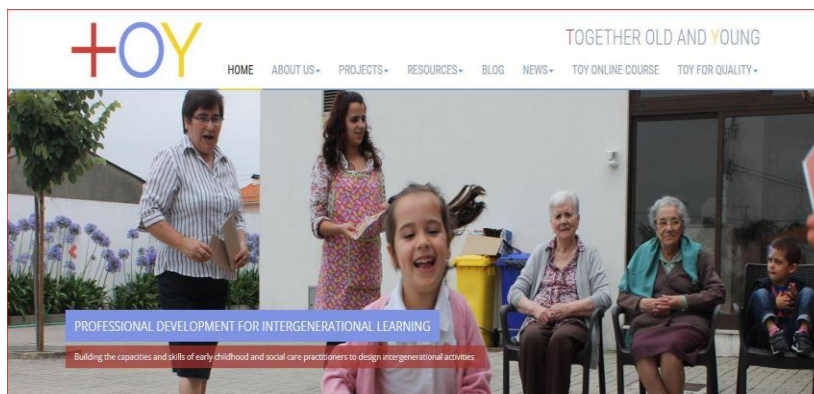 TOY
TOGETHER OLD AND YOUNG
HOME ABOUT US PROJECTS RESOURCES BLOG NEWS TOY ONLINE COURSE TOY FOR QUALITY
PROFESSIONAL DEVELOPMENT FOR INTERGENERATIONAL LEARNING
Building the capacities and skills of early childhood and social care practitioners to design intergenerational activities